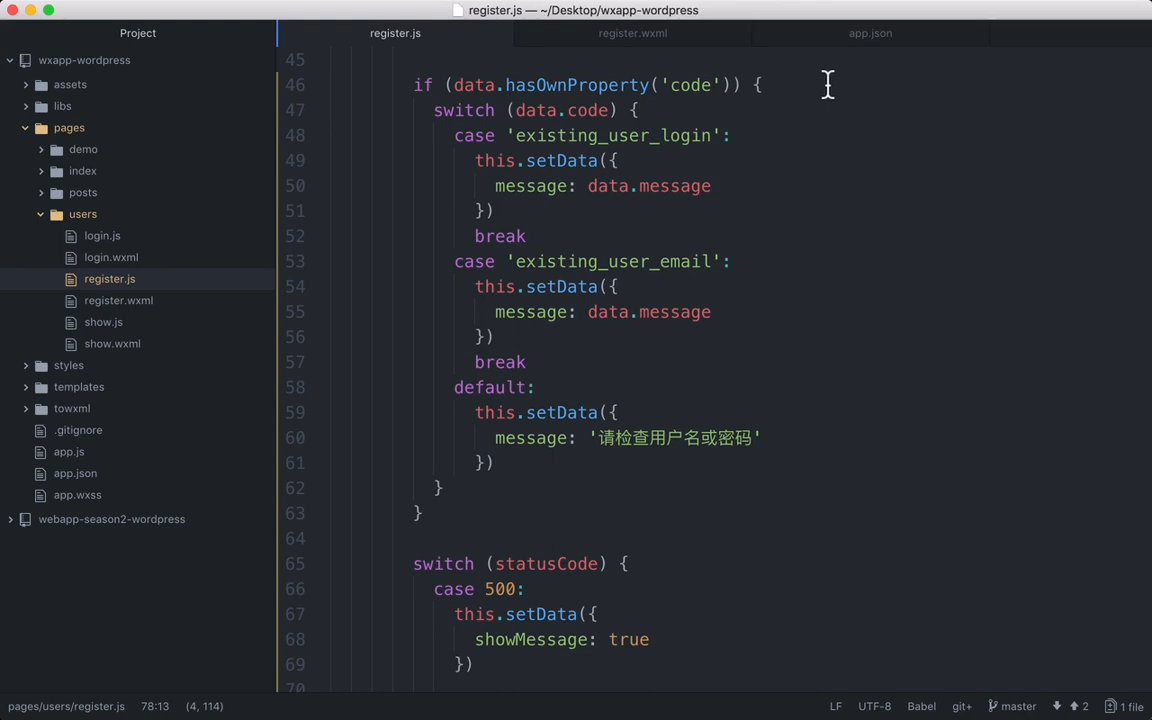 register.js — ~/Desktop/wxapp-wordpress
Project
register.js
register.wxml
app.json
wxapp-wordpress
assets
libs
pages
demo
index
posts
users
login.js
login.wxml
register.js
register.wxml
show.js
show.wxml
styles
templates
towxml
.gitignore
app.js
app.json
app.wxss
webapp-season2-wordpress
45
46 if (data.hasOwnProperty('code')) {
47 switch (data.code) {
48 case 'existing_user_login':
49 this.setData({
50 message: data.message
51 })
52 break
53 case 'existing_user_email':
54 this.setData({
55 message: data.message
56 })
57 break
58 default:
59 this.setData({
60 message: '请检查用户名或密码'
61 })
62 }
63 }
64
65 switch (statusCode) {
66 case 500:
67 this.setData({
68 showMessage: true
69 })
70
pages/users/register.js 78:13 (4, 114) LF UTF-8 Babel git+ master 2 1 file